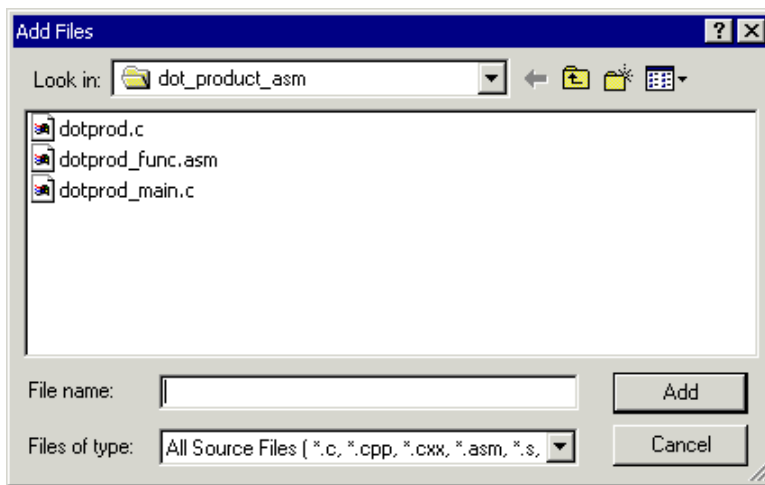 Add Files
Look in: dot_product_asm
dotprod.c
dotprod_func.asm
dotprod_main.c
File name: Add
Files of type: All Source Files ( *.c, *.cpp, *.cxx, *.asm, *.s, Cancel